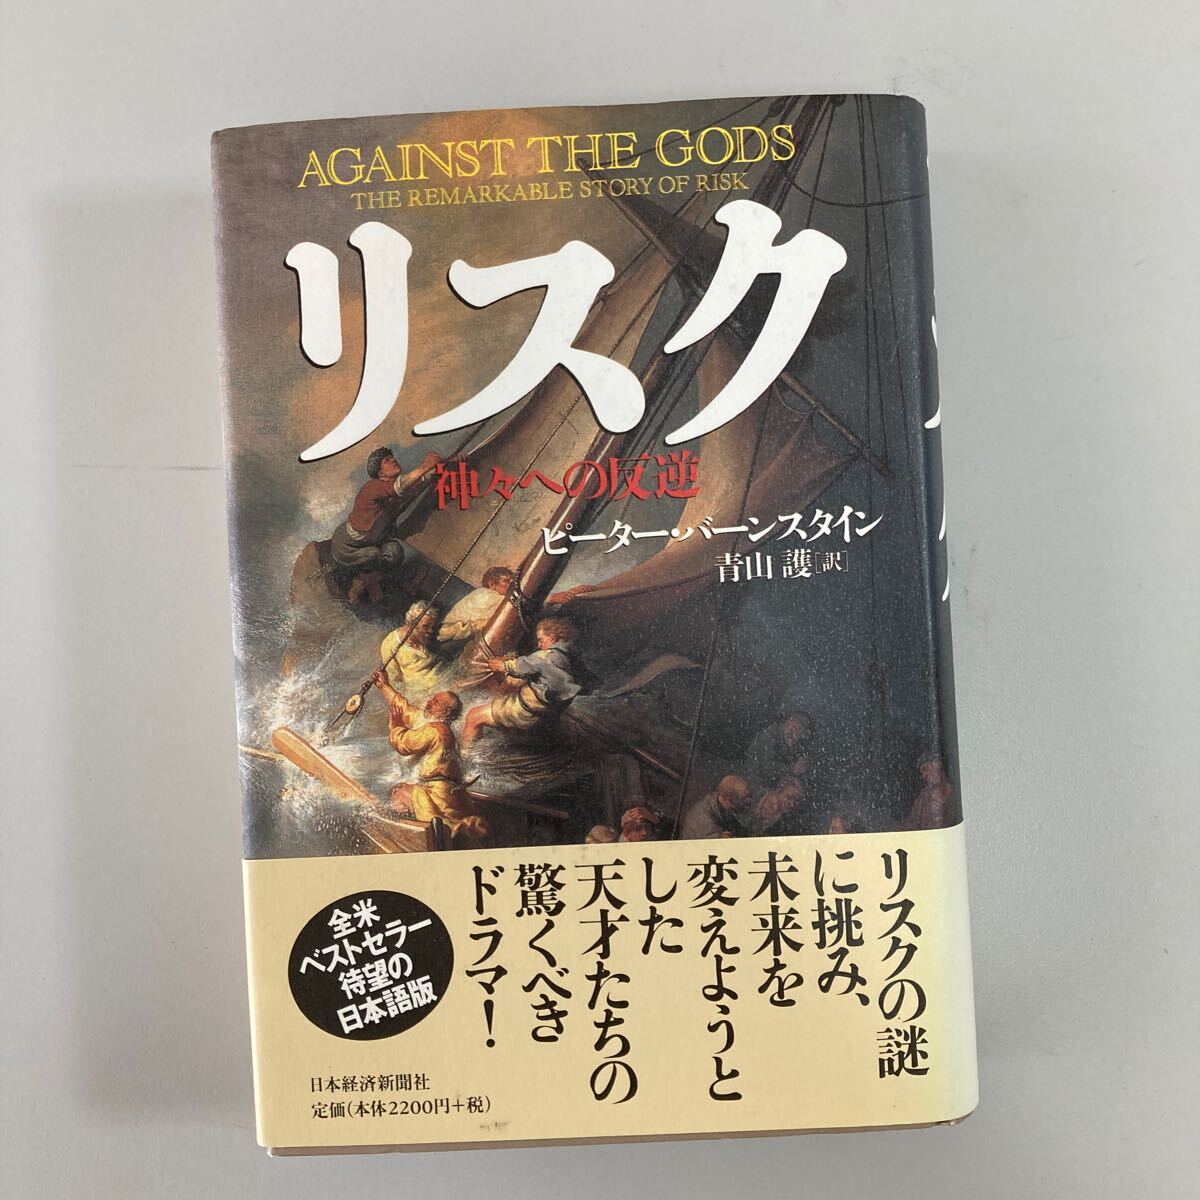 AGAINST THE GODS
THE REMARKABLE STORY OF RISK
リスク
神々への反逆
ピーター・バーンスタイン
青山 護[訳]
リスクの謎
に挑み、
未来を
変えようと
した
天才たちの
驚くべき
ドラマ!
全米
ベストセラー
待望の
日本語版
日本経済新聞社
定価(本体2200円+税)